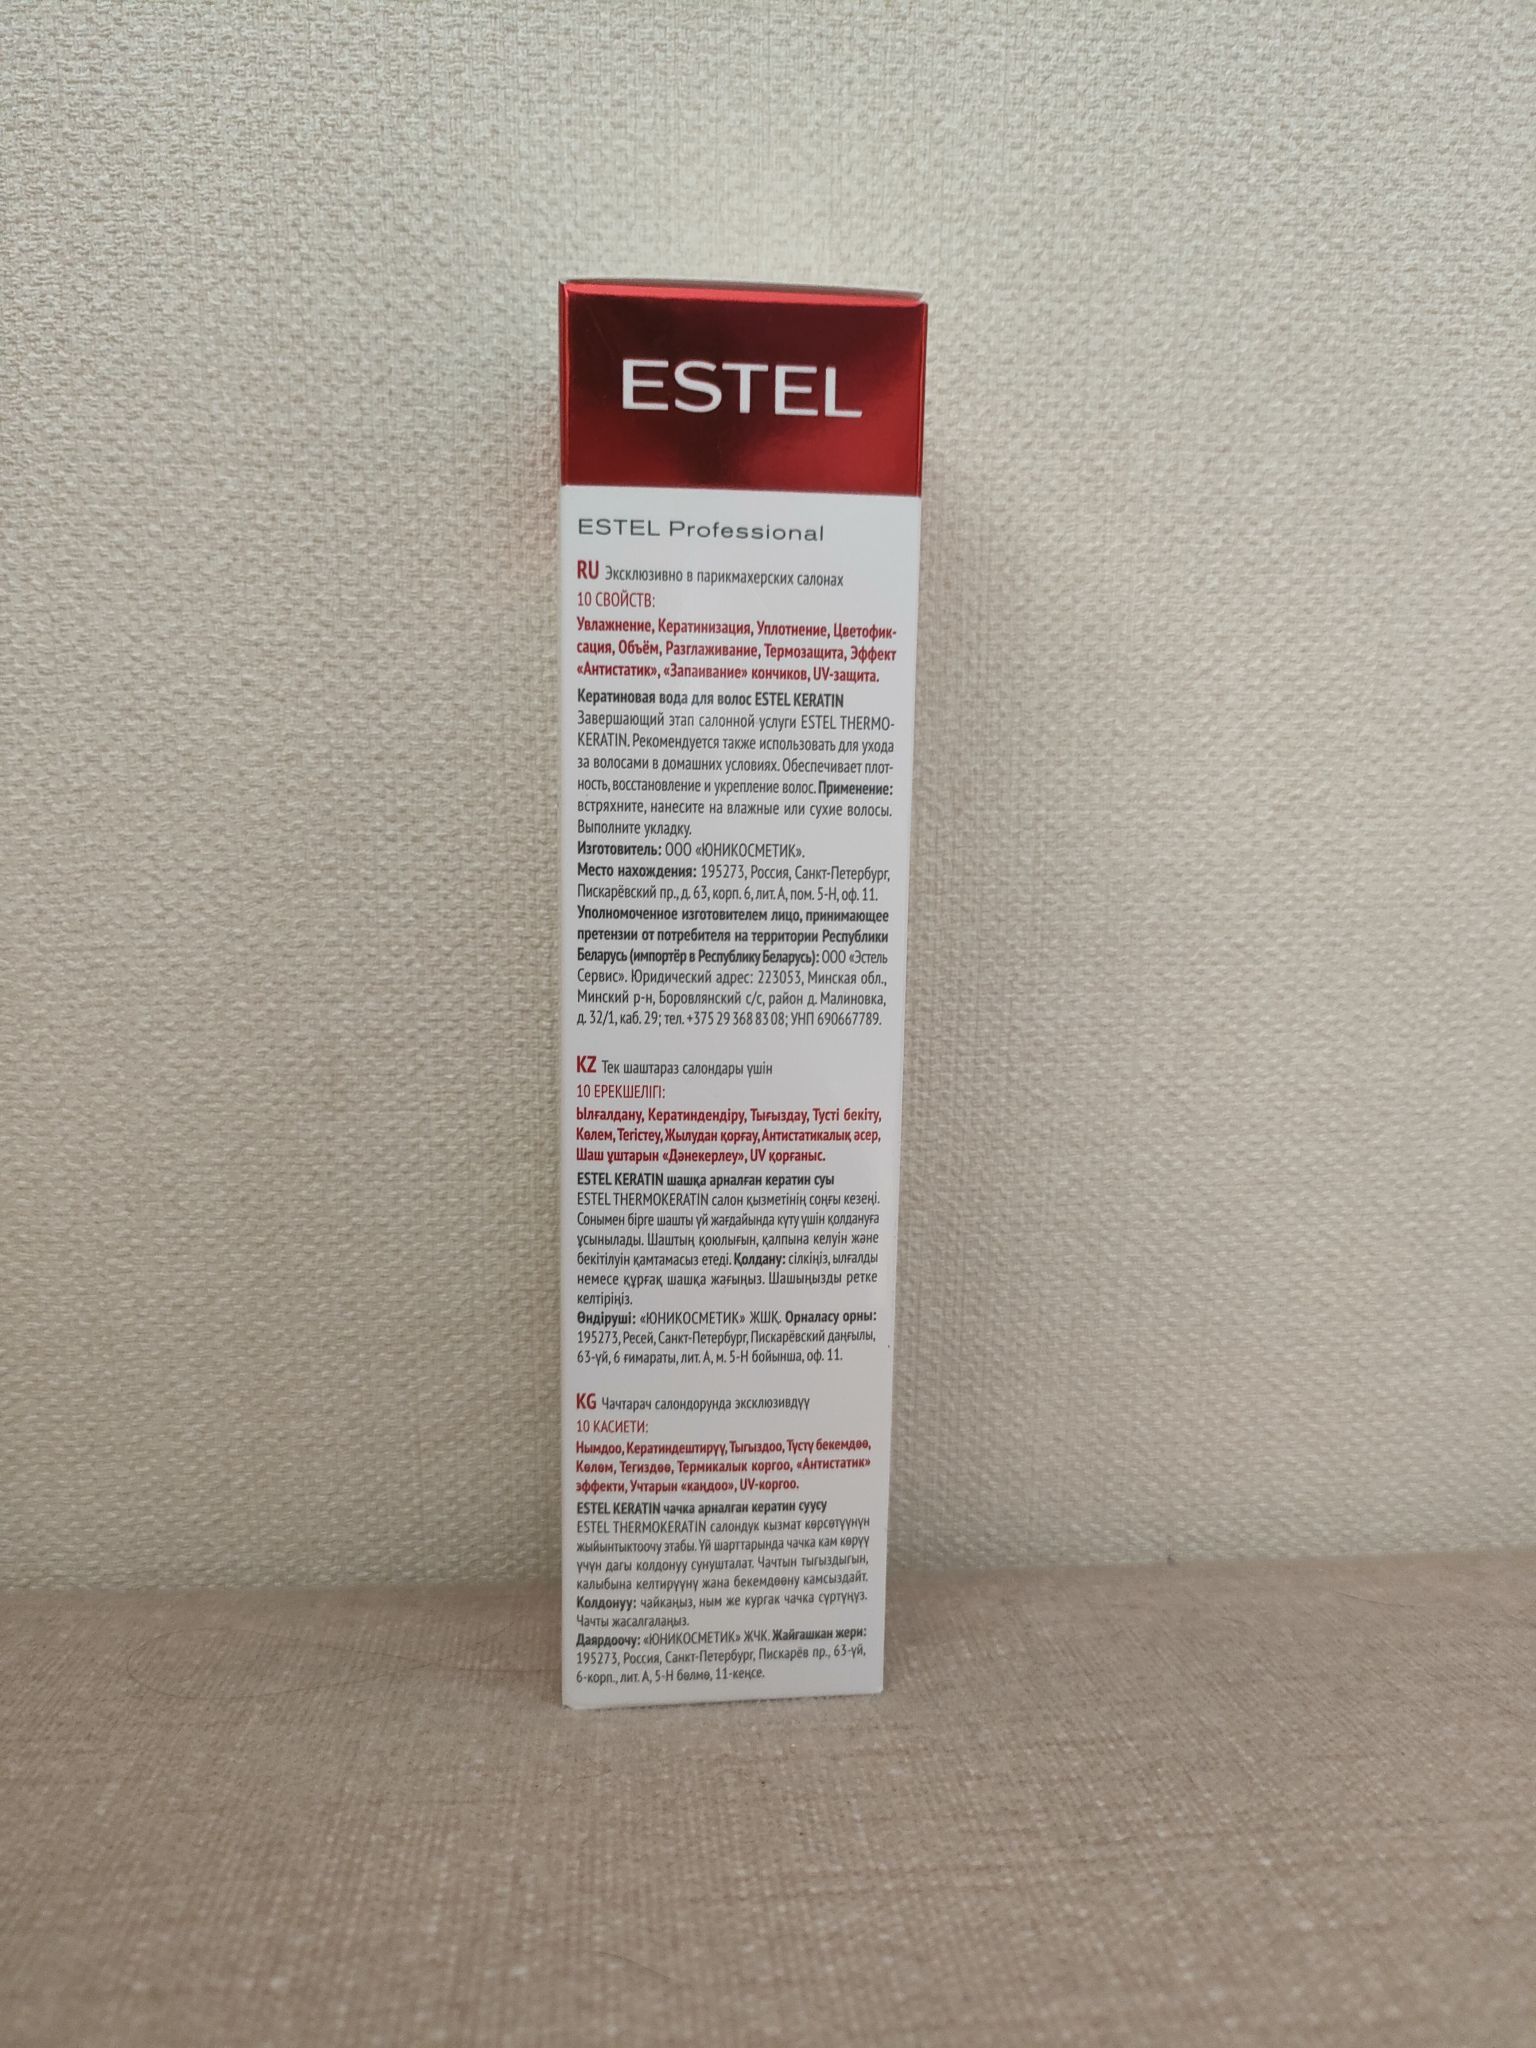 ESTEL
ESTEL Professional
RU Эксклюзивно в парикмахерских салонах
10 СВОЙСТВ:
Увлажнение, Кератинизация, Уплотнение, Цветофик-
сация, Объём, Разглаживание, Термозащита, Эффект
«Антистатик», «Запаивание» кончиков, UV-защита.
Кератиновая вода для волос ESTEL KERATIN
Завершающий этап салонной услуги ESTEL THERMO-
KERATIN. Рекомендуется также использовать для ухода
за волосами в домашних условиях. Обеспечивает плот-
ность, восстановление и укрепление волос. Применение:
встряхните, нанесите на влажные или сухие волосы.
Выполните укладку.
Изготовитель: ООО «ЮНИКОСМЕТИК».
Место нахождения: 195273, Россия, Санкт-Петербург,
Пискарёвский пр., д. 63, корп. 6, лит. А, пом. 5-Н, оф. 11.
Уполномоченное изготовителем лицо, принимающее
претензии от потребителя на территории Республики
Беларусь (импортёр в Республику Беларусь): ООО «Эстель
Сервис». Юридический адрес: 223053, Минская обл.,
Минский р-н, Боровлянский с/с, район д. Малиновка,
д. 32/1, каб. 29; тел. +375 29 368 83 08; УНП 690667789.
KZ Тек шаштараз салондары үшін
10 ЕРЕКШЕЛІГІ:
Ылғалдану, Кератиндендіру, Тығыздау, Түсті бекіту,
Көлем, Тегістеу, Жылудан қорғау, Антистатикалық әсер,
Шаш ұштарын «Дәнекерлеу», UV қорғаныс.
ESTEL KERATIN шашқа арналған кератин суы
ESTEL THERMOKERATIN салон қызметінің соңғы кезеңі.
Сонымен бірге шашты үй жағдайында күту үшін қолдануға
ұсынылады. Шаштың қоюлығын, қалпына келуін және
бекітілуін қамтамасыз етеді. Қолдану: сілкіңіз, ылғалды
немесе құрғақ шашқа жағыңыз. Шашыңызды ретке
келтіріңіз.
Өндіруші: «ЮНИКОСМЕТИК» ЖШҚ. Орналасу орны:
195273, Ресей, Санкт-Петербург, Пискарёвский даңғылы,
63-үй, 6 ғимараты, лит. А, м. 5-Н бойынша, оф. 11.
KG Чачтарач салондорунда эксклюзивдүү
10 КАСИЕТИ:
Нымдоо, Кератиндештирүү, Тыгыздоо, Түстү бекемдөө,
Көлөм, Тегиздөө, Термикалык коргоо, «Антистатик»
эффекти, Учтарын «каңдоо», UV-коргоо.
ESTEL KERATIN чачка арналган кератин суусу
ESTEL THERMOKERATIN салондук кызмат көрсөтүүнүн
жыйынтыктоочу этабы. Үй шарттарында чачка кам көрүү
үчүн дагы колдонуу сунушталат. Чачтын тыгыздыгын,
калыбына келтирүүнү жана бекемдөөнү камсыздайт.
Колдонуу: чайкаңыз, ным же кургак чачка сүртүңүз.
Чачты жасалгалаңыз.
Даярдоочу: «ЮНИКОСМЕТИК» ЖЧК. Жайгашкан жери:
195273, Россия, Санкт-Петербург, Пискарёв пр., 63-үй,
6-корп., лит. А, 5-Н бөлмө, 11-кеңсе.